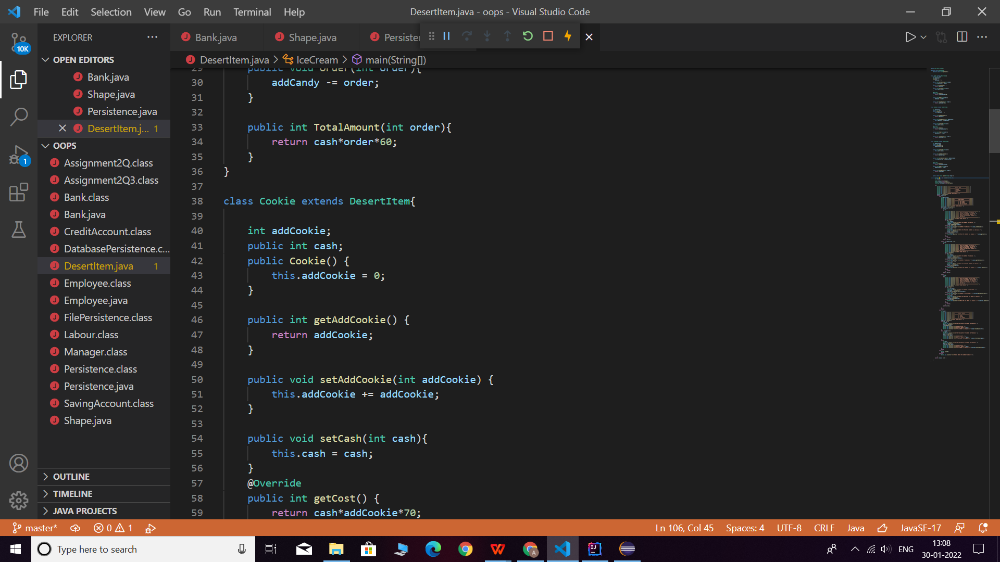 File Edit Selection View Go Run Terminal Help
DesertItem.java - oops - Visual Studio Code
10K
1
EXPLORER
OPEN EDITORS
Bank.java
Shape.java
Persistence.java
DesertItem.j... 1
OOPS
Assignment2Q.class
Assignment2Q3.class
Bank.class
Bank.java
CreditAccount.class
DatabasePersistence.c...
DesertItem.java 1
Employee.class
Employee.java
FilePersistence.class
Labour.class
Manager.class
Persistence.class
Persistence.java
SavingAccount.class
Shape.java
OUTLINE
TIMELINE
JAVA PROJECTS
Bank.java Shape.java Persister
DesertItem.java > IceCream > main(String[])
29 public void Order(int order){
30 addCandy -= order;
31 }
32
33 public int TotalAmount(int order){
34 return cash*order*60;
35 }
36 }
37
38 class Cookie extends DesertItem{
39
40 int addCookie;
41 public int cash;
42 public Cookie() {
43 this.addCookie = 0;
44 }
45
46 public int getAddCookie() {
47 return addCookie;
48 }
49
50 public void setAddCookie(int addCookie) {
51 this.addCookie += addCookie;
52 }
53
54 public void setCash(int cash){
55 this.cash = cash;
56 }
57 @Override
58 public int getCost() {
59 return cash*addCookie*70;
master* 0 1
Ln 106, Col 45 Spaces: 4 UTF-8 CRLF Java JavaSE-17
Type here to search
ENG
13:08
30-01-2022